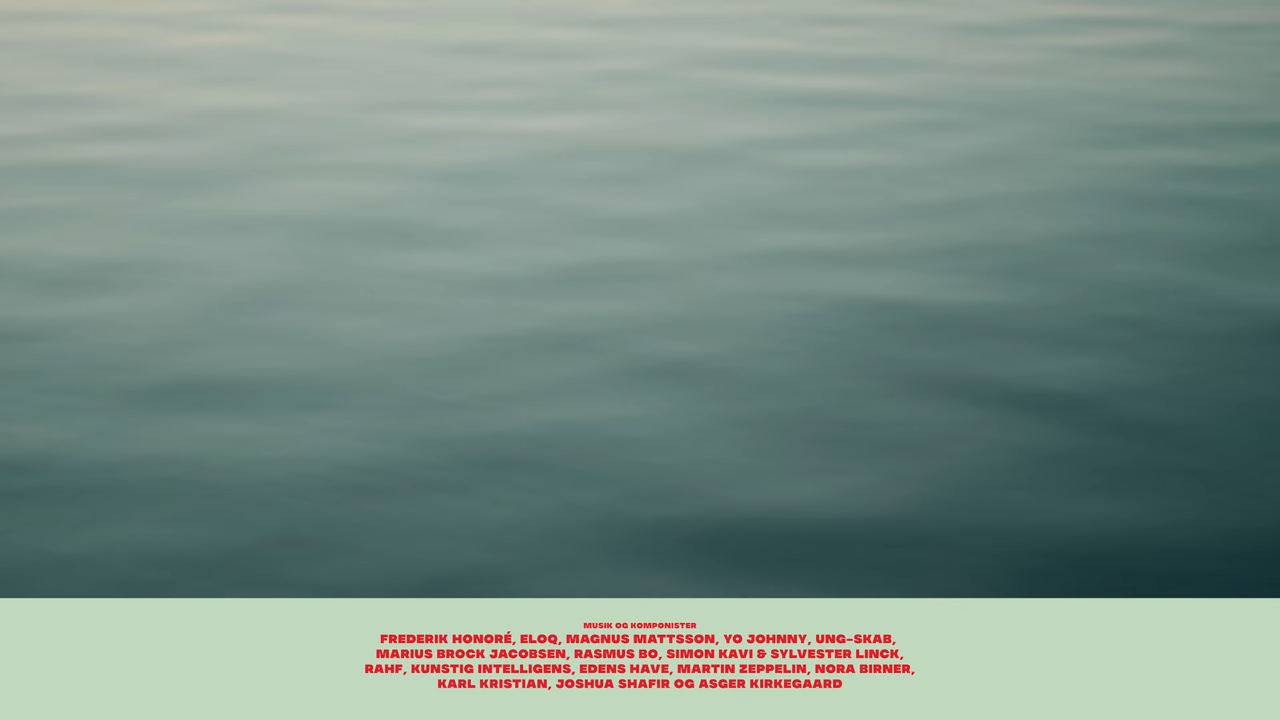 MUSIK OG KOMPONISTER
FREDERIK HONORÉ, ELOQ, MAGNUS MATTSSON, YO JOHNNY, UNG-SKAB,
MARIUS BROCK JACOBSEN, RASMUS BO, SIMON KAVI & SYLVESTER LINCK,
RAHF, KUNSTIG INTELLIGENS, EDENS HAVE, MARTIN ZEPPELIN, NORA BIRNER,
KARL KRISTIAN, JOSHUA SHAFIR OG ASGER KIRKEGAARD